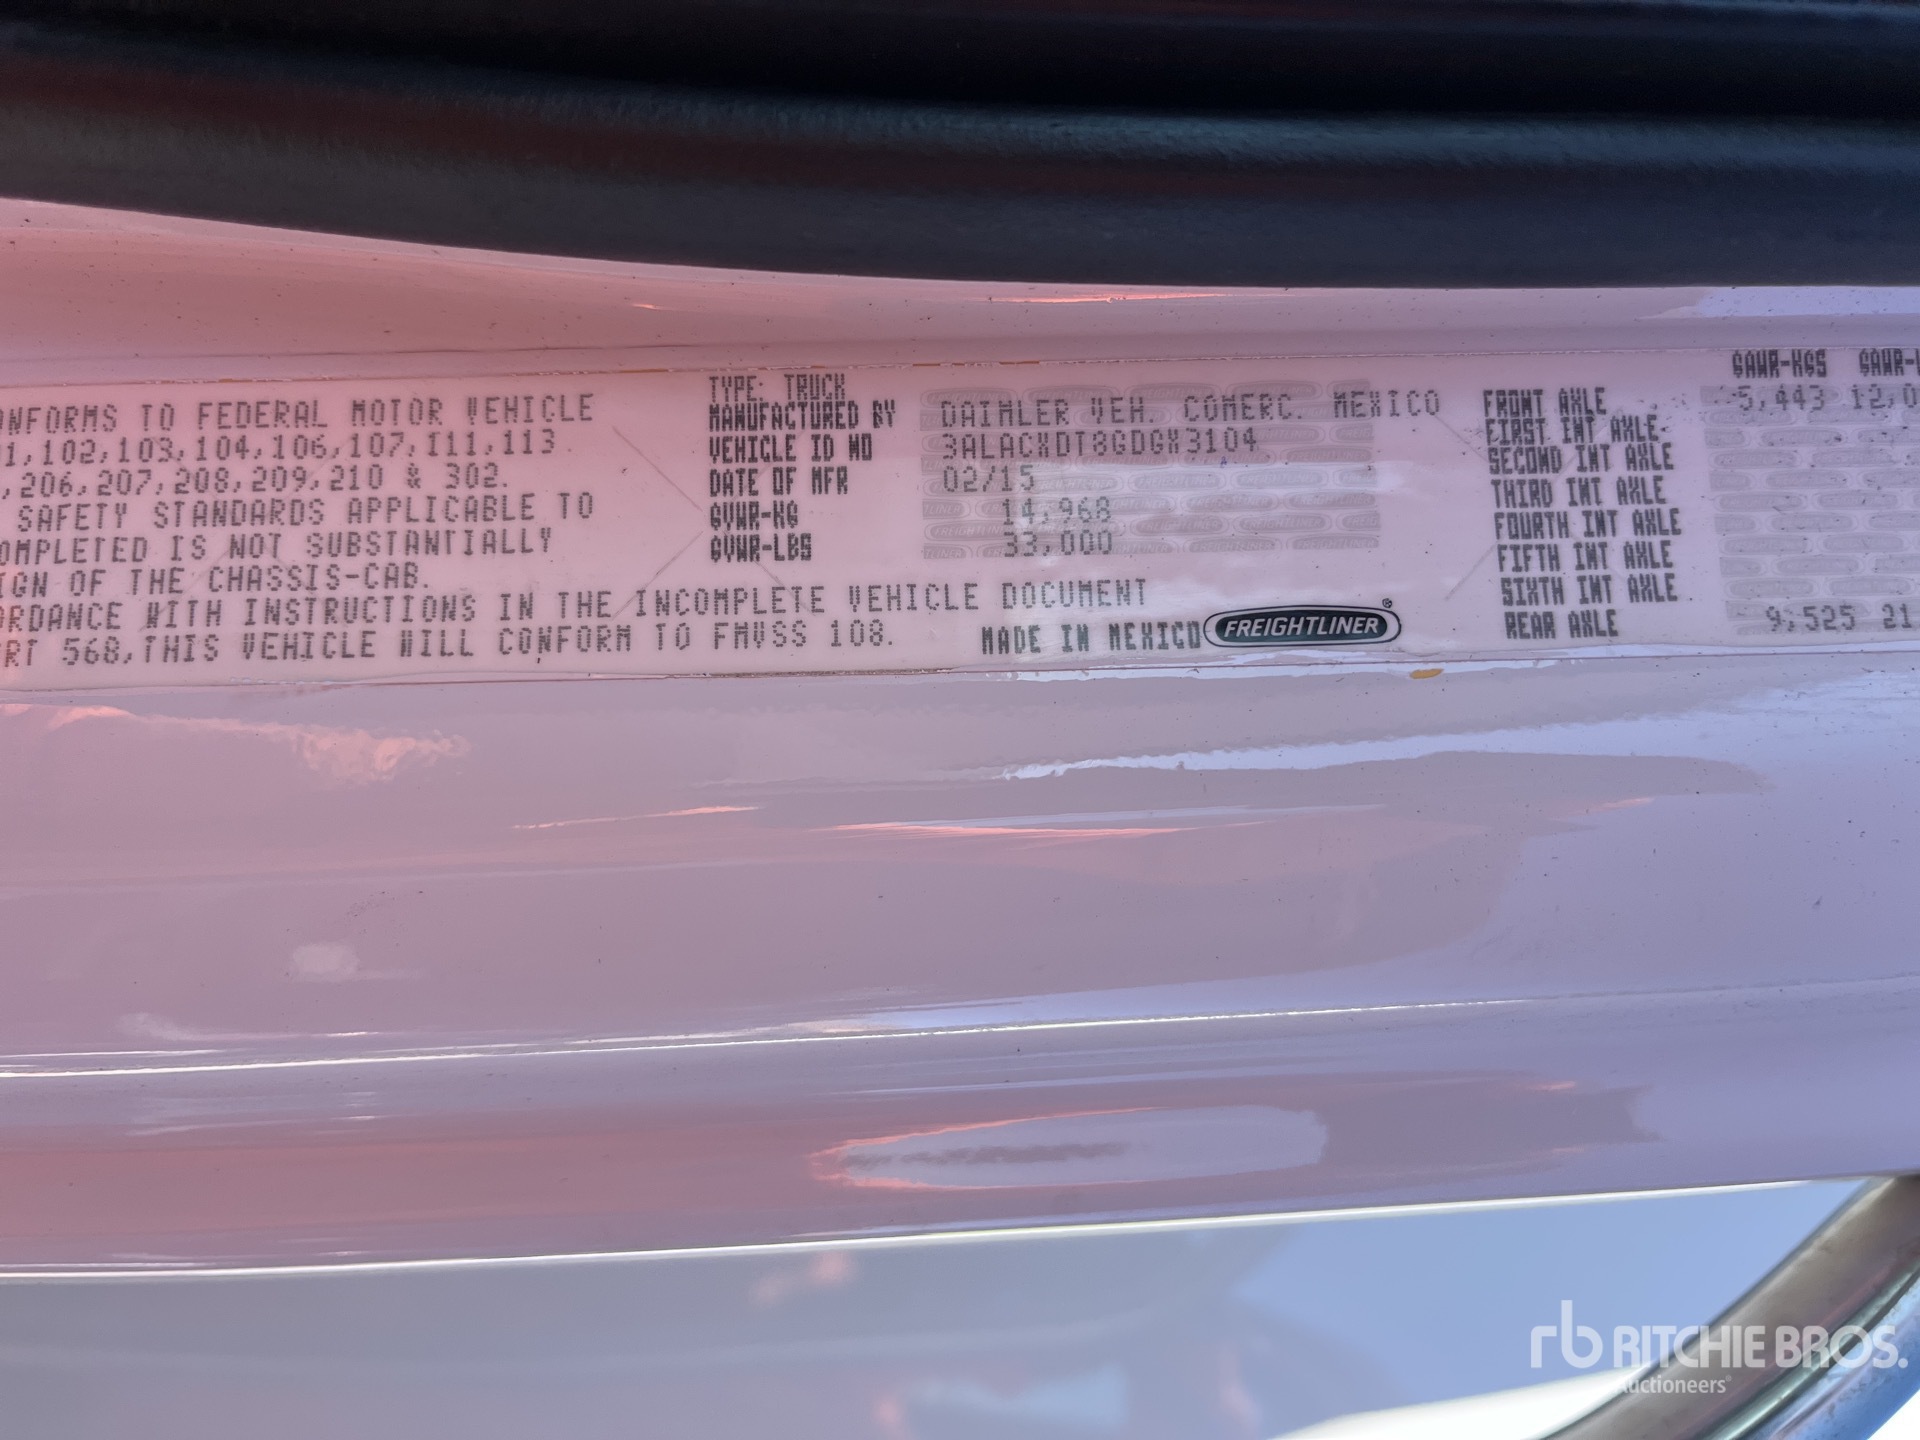 ONFORMS TO FEDERAL MOTOR VEHICLE
1,102,103,104,106,107,111,113
,206,207,208,209,210 & 302.
SAFETY STANDARDS APPLICABLE TO
OMPLETED IS NOT SUBSTANTIALLY
IGN OF THE CHASSIS-CAB.
ORDANCE WITH INSTRUCTIONS IN THE INCOMPLETE VEHICLE DOCUMENT
RT 568,THIS VEHICLE WILL CONFORM TO FMVSS 108.
TYPE: TRUCK
MANUFACTURED BY DAIMLER VEH. COMERC. MEXICO
VEHICLE ID NO 3ALACXDT8GDGX3104
DATE OF MFR 02/15
GVWR-KG 14,968
GVWR-LBS 33,000
MADE IN MEXICO FREIGHTLINER®
GAWR-KGS GAWR-L
FRONT AXLE 5,443 12,0
FIRST INT AXLE
SECOND INT AXLE
THIRD INT AXLE
FOURTH INT AXLE
FIFTH INT AXLE
SIXTH INT AXLE
REAR AXLE 9,525 21
rb RITCHIE BROS.
Auctioneers®